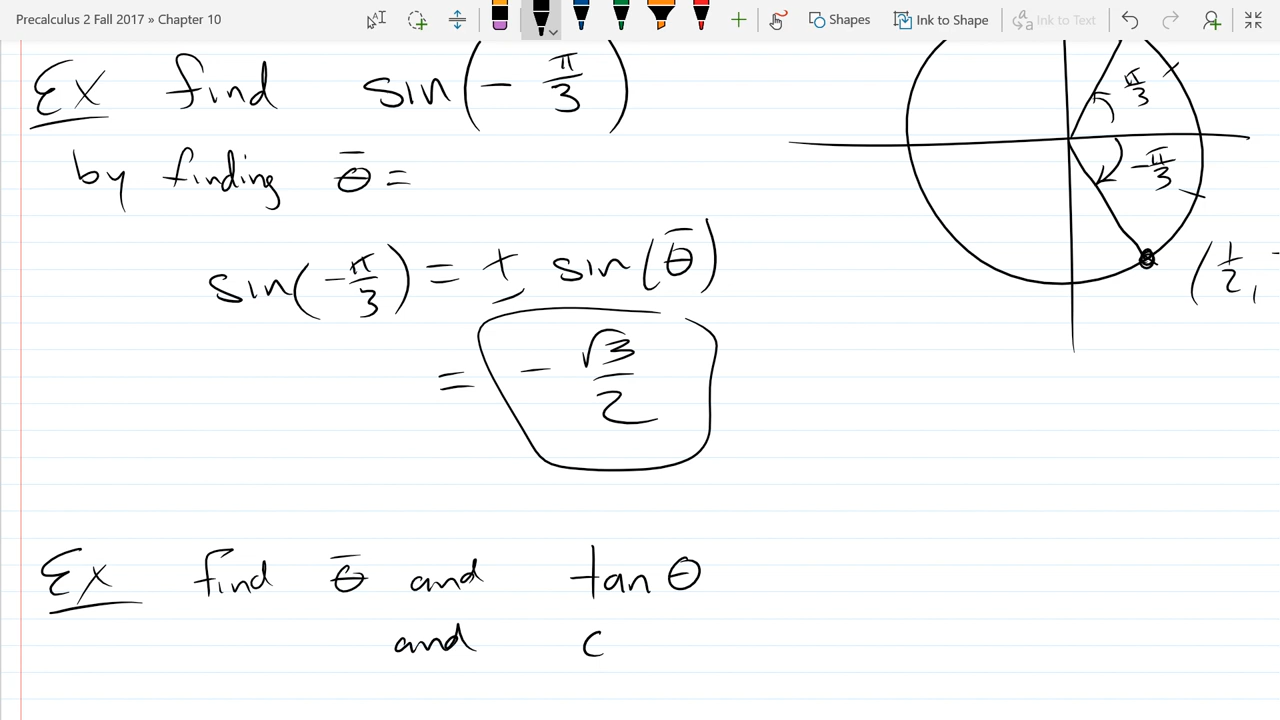 Precalculus 2 Fall 2017 » Chapter 10
Shapes
Ink to Shape
Ink to Text
Ex find sin(- π/3)
by finding θ̄ =
sin(-π/3) = ± sin(θ̄)
= - √3/2
π/3
-π/3
(1/2, -
Ex find θ̄ and tan θ
and c